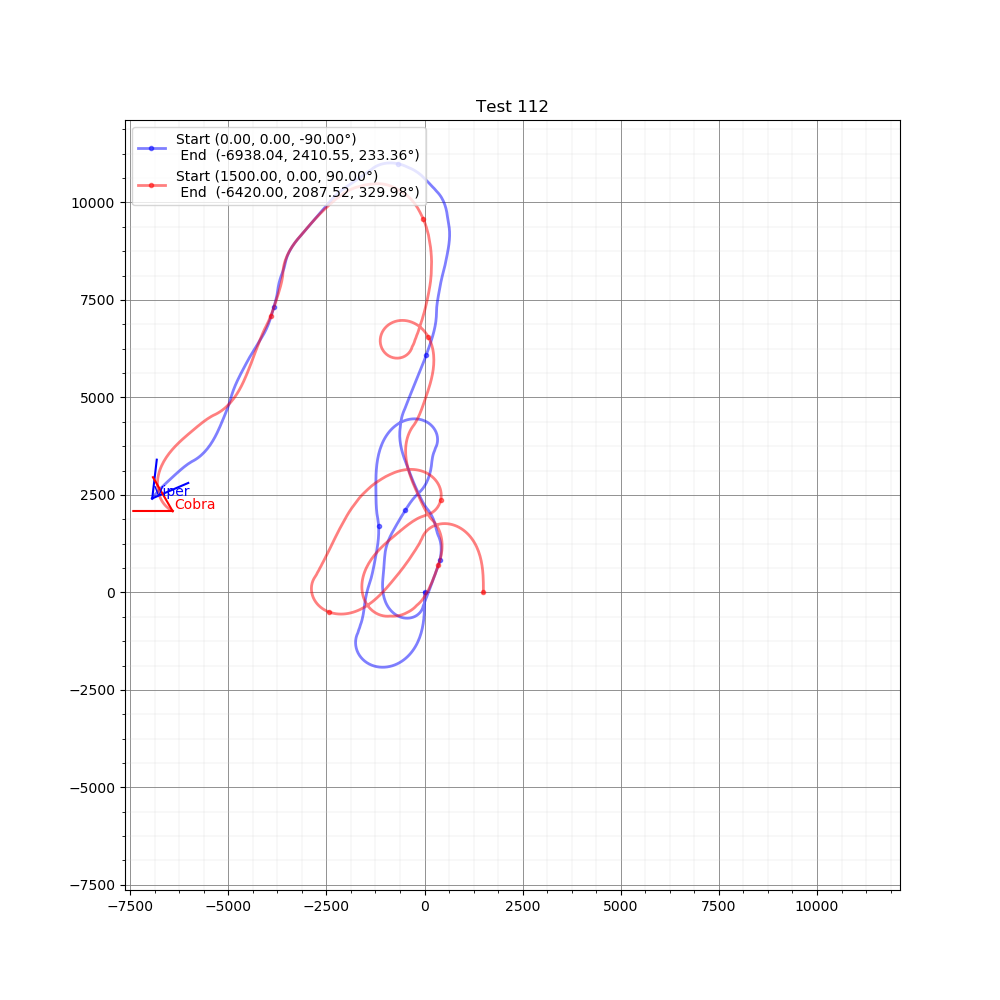 Test 112
Start (0.00, 0.00, -90.00°)
End  (-6938.04, 2410.55, 233.36°)
Start (1500.00, 0.00, 90.00°)
End  (-6420.00, 2087.52, 329.98°)
10000
7500
5000
2500
0
−2500
−5000
−7500
Viper
Cobra
−7500 −5000 −2500 0 2500 5000 7500 10000